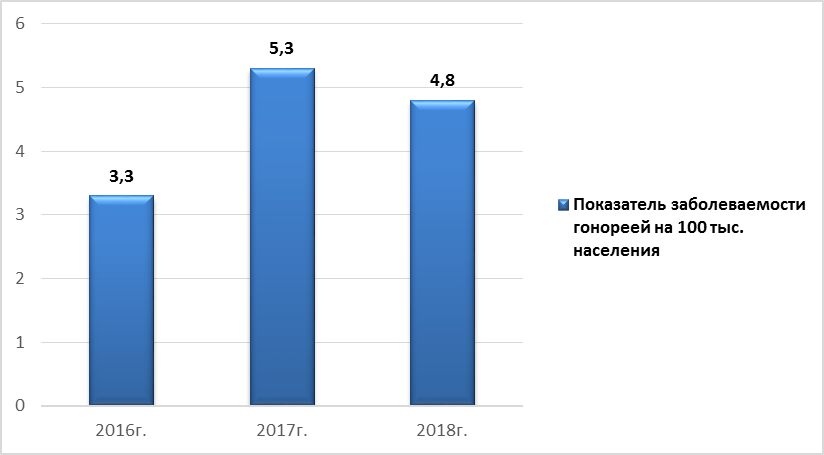 6
5
4
3
2
1
0
3,3
5,3
4,8
2016г.
2017г.
2018г.
Показатель заболеваемости
гонореей на 100 тыс.
населения